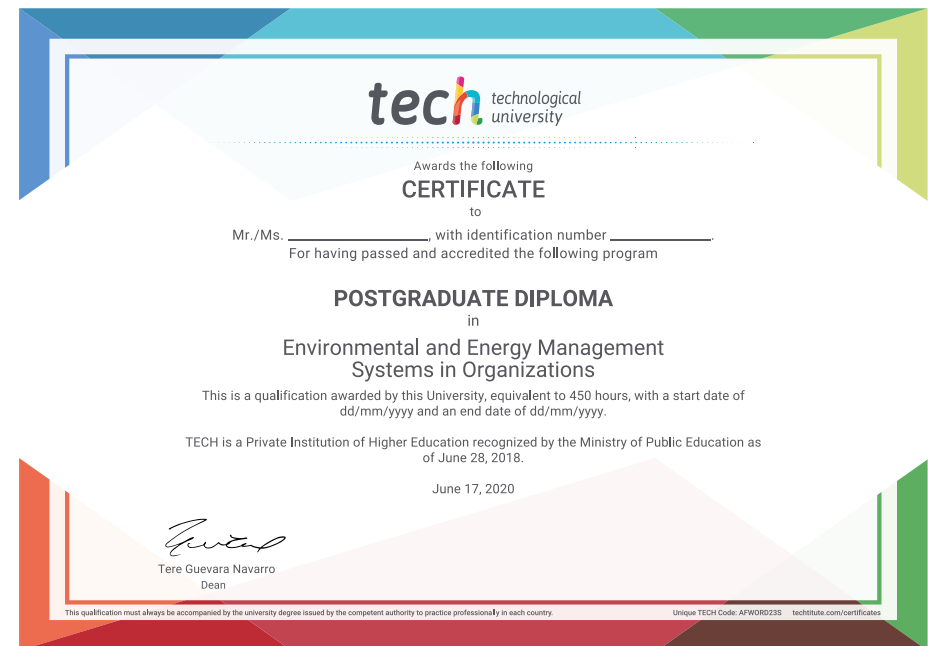 tech technological
university
Awards the following
CERTIFICATE
to
Mr./Ms. ____________, with identification number ____________.
For having passed and accredited the following program
POSTGRADUATE DIPLOMA
in
Environmental and Energy Management
Systems in Organizations
This is a qualification awarded by this University, equivalent to 450 hours, with a start date of
dd/mm/yyyy and an end date of dd/mm/yyyy.
TECH is a Private Institution of Higher Education recognized by the Ministry of Public Education as
of June 28, 2018.
June 17, 2020
Tere Guevara Navarro
Dean
This qualification must always be accompanied by the university degree issued by the competent authority to practice professionally in each country. Unique TECH Code: AFWORD23S techtitute.com/certificates